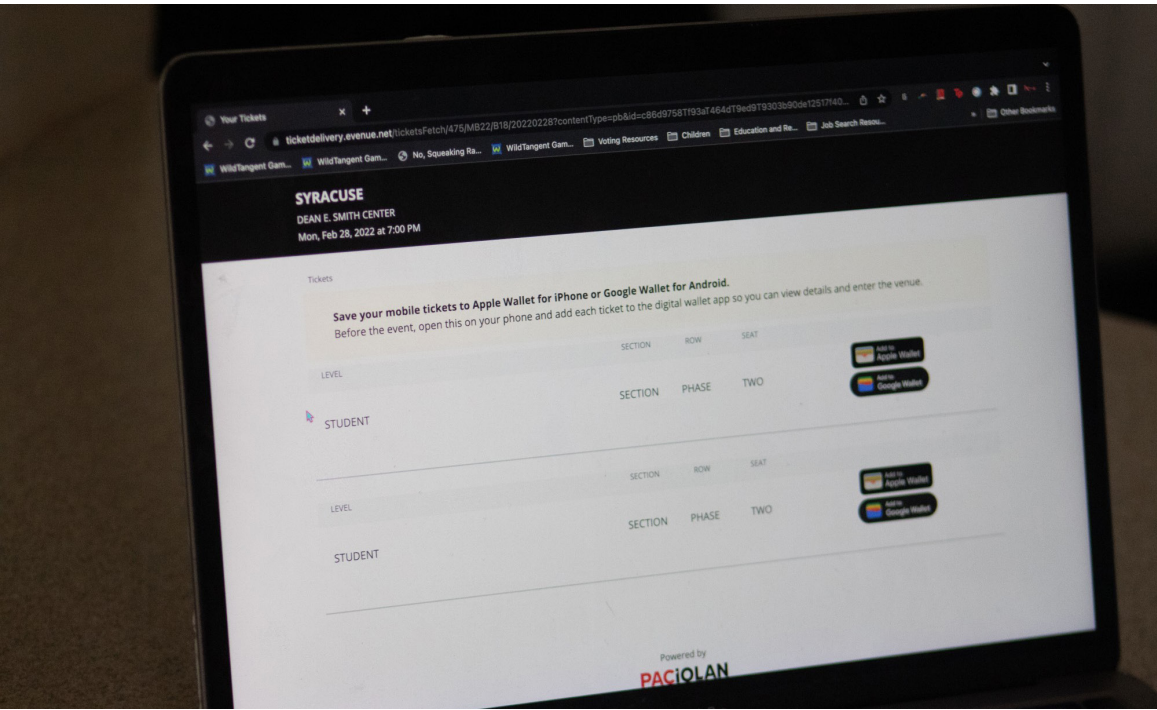 Your Tickets
ticketdelivery.evenue.net/ticketsFetch/475/MB22/B18/20220228?contentType=pb&id=c86d9758Tf93aT464dT9ed9T9303b90de12517f40...
WildTangent Gam... WildTangent Gam... No, Squeaking Ra... WildTangent Gam... Voting Resources Children Education and Re... Job Search Resou... » Other Bookmarks
SYRACUSE
DEAN E. SMITH CENTER
Mon, Feb 28, 2022 at 7:00 PM
Tickets
Save your mobile tickets to Apple Wallet for iPhone or Google Wallet for Android.
Before the event, open this on your phone and add each ticket to the digital wallet app so you can view details and enter the venue.
LEVEL SECTION ROW SEAT
Add to
Apple Wallet
STUDENT SECTION PHASE TWO
Add to
Google Wallet
LEVEL SECTION ROW SEAT
Add to
Apple Wallet
STUDENT SECTION PHASE TWO
Add to
Google Wallet
Powered by
PACiOLAN